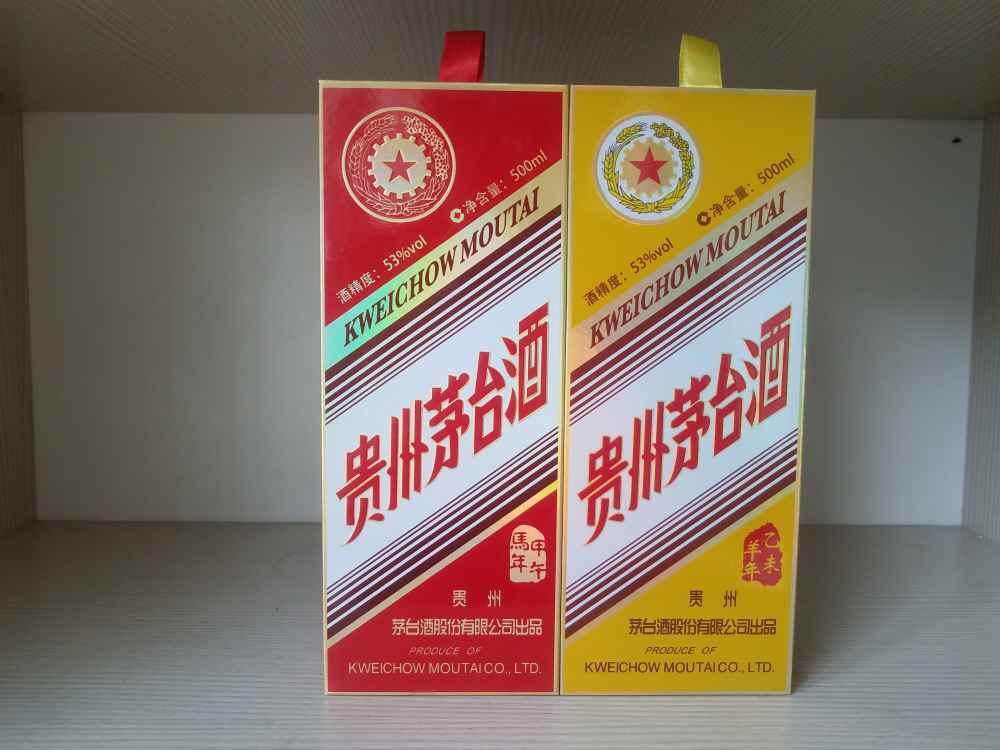 酒精度：53%vol
净含量：500ml
KWEICHOW MOUTAI
贵州茅台酒
甲午
馬年
贵 州
茅台酒股份有限公司出品
PRODUCE OF
KWEICHOW MOUTAI CO., LTD.
酒精度：53%vol
净含量：500ml
KWEICHOW MOUTAI
贵州茅台酒
乙未
羊年
贵 州
茅台酒股份有限公司出品
PRODUCE OF
KWEICHOW MOUTAI CO., LTD.